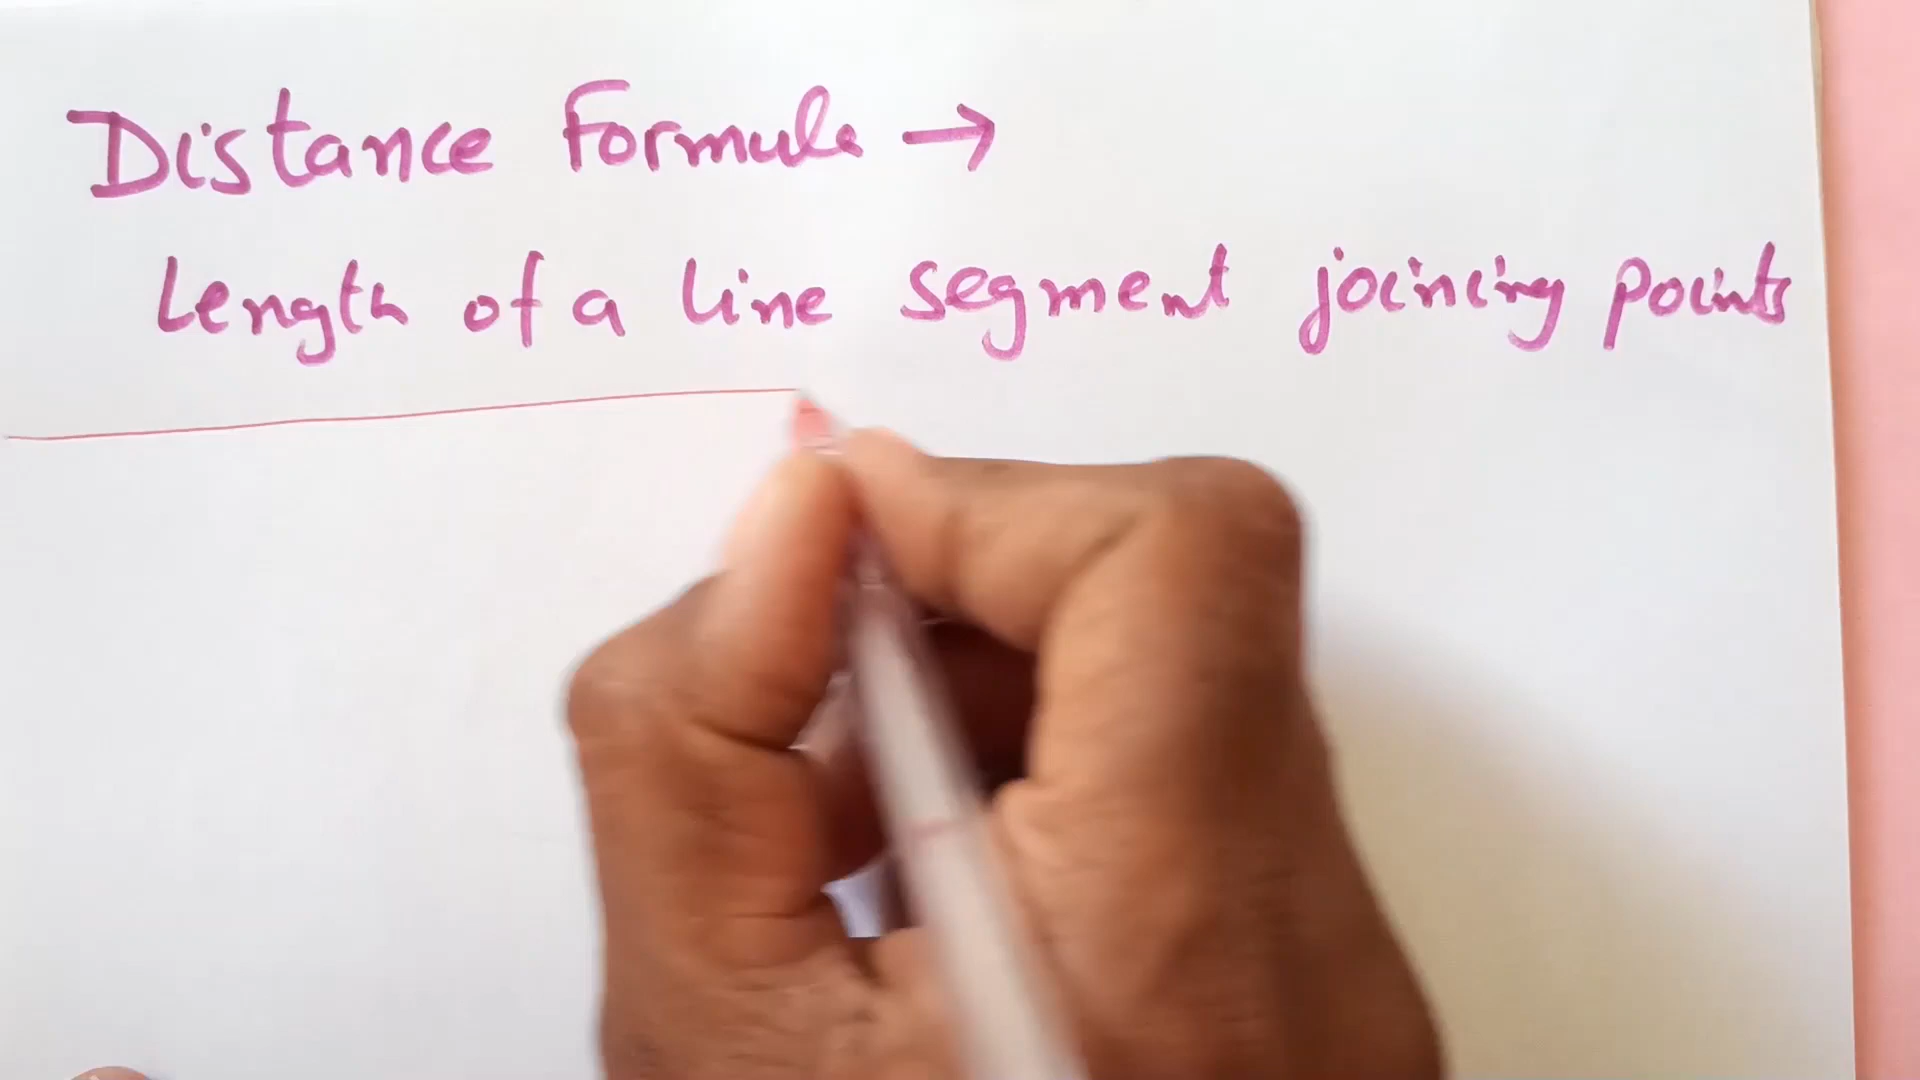 Distance Formula →
Length of a line segment joining points